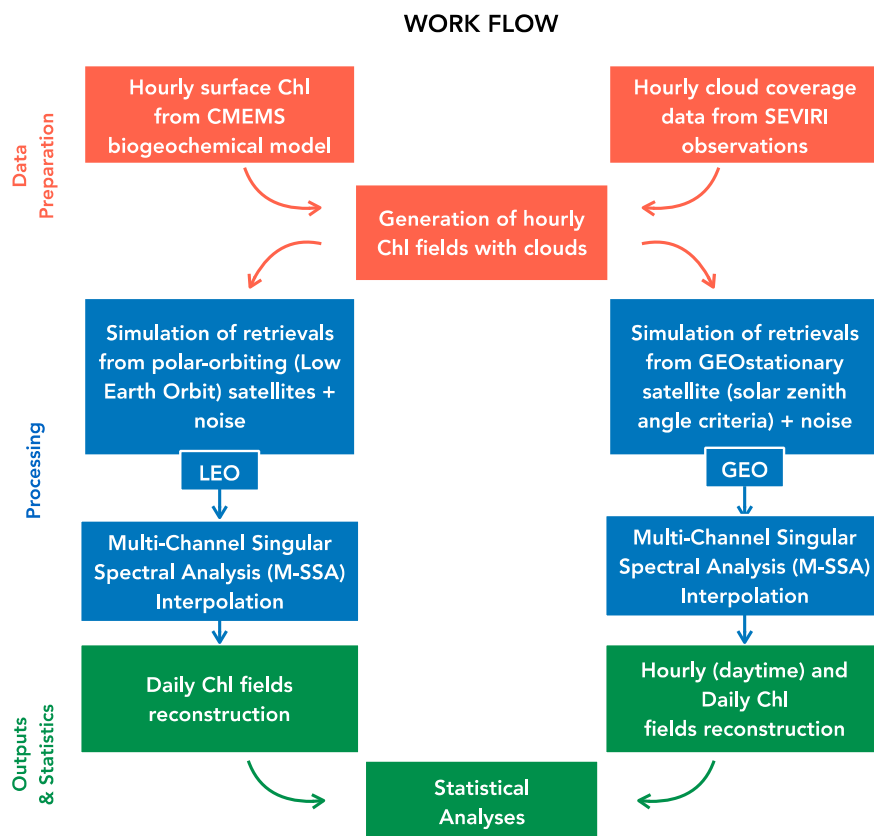 WORK FLOW
Data
Preparation
Hourly surface Chl
from CMEMS
biogeochemical model
Hourly cloud coverage
data from SEVIRI
observations
Generation of hourly
Chl fields with clouds
Processing
Simulation of retrievals
from polar-orbiting (Low
Earth Orbit) satellites +
noise
LEO
Simulation of retrievals
from GEOstationary
satellite (solar zenith
angle criteria) + noise
GEO
Multi-Channel Singular
Spectral Analysis (M-SSA)
Interpolation
Multi-Channel Singular
Spectral Analysis (M-SSA)
Interpolation
Outputs
& Statistics
Daily Chl fields
reconstruction
Hourly (daytime) and
Daily Chl
fields reconstruction
Statistical
Analyses